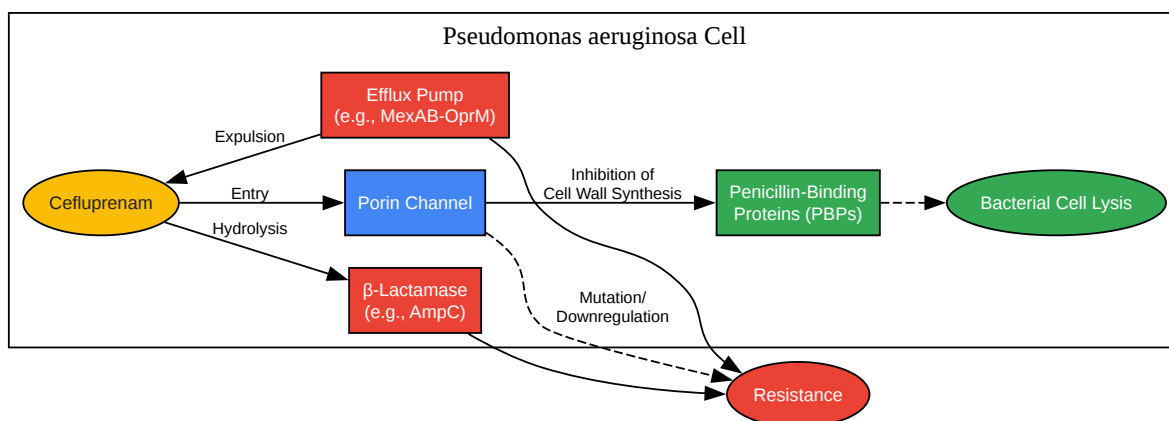 Pseudomonas aeruginosa Cell
Efflux Pump
(e.g., MexAB-OprM)
Expulsion
Cefluprenam
Entry
Porin Channel
Inhibition of
Cell Wall Synthesis
Penicillin-Binding
Proteins (PBPs)
Bacterial Cell Lysis
Hydrolysis
β-Lactamase
(e.g., AmpC)
Mutation/
Downregulation
Resistance